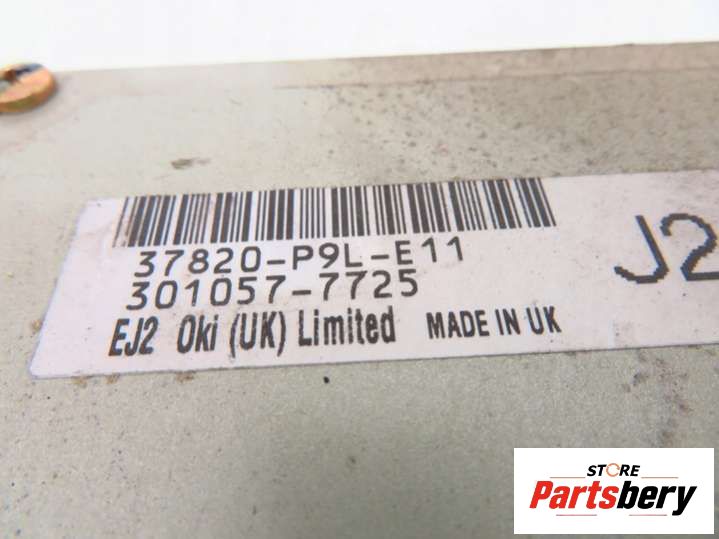 37820-P9L-E11
301057-7725
EJ2 Oki (UK) Limited MADE IN UK
J2
STORE
Partsbery